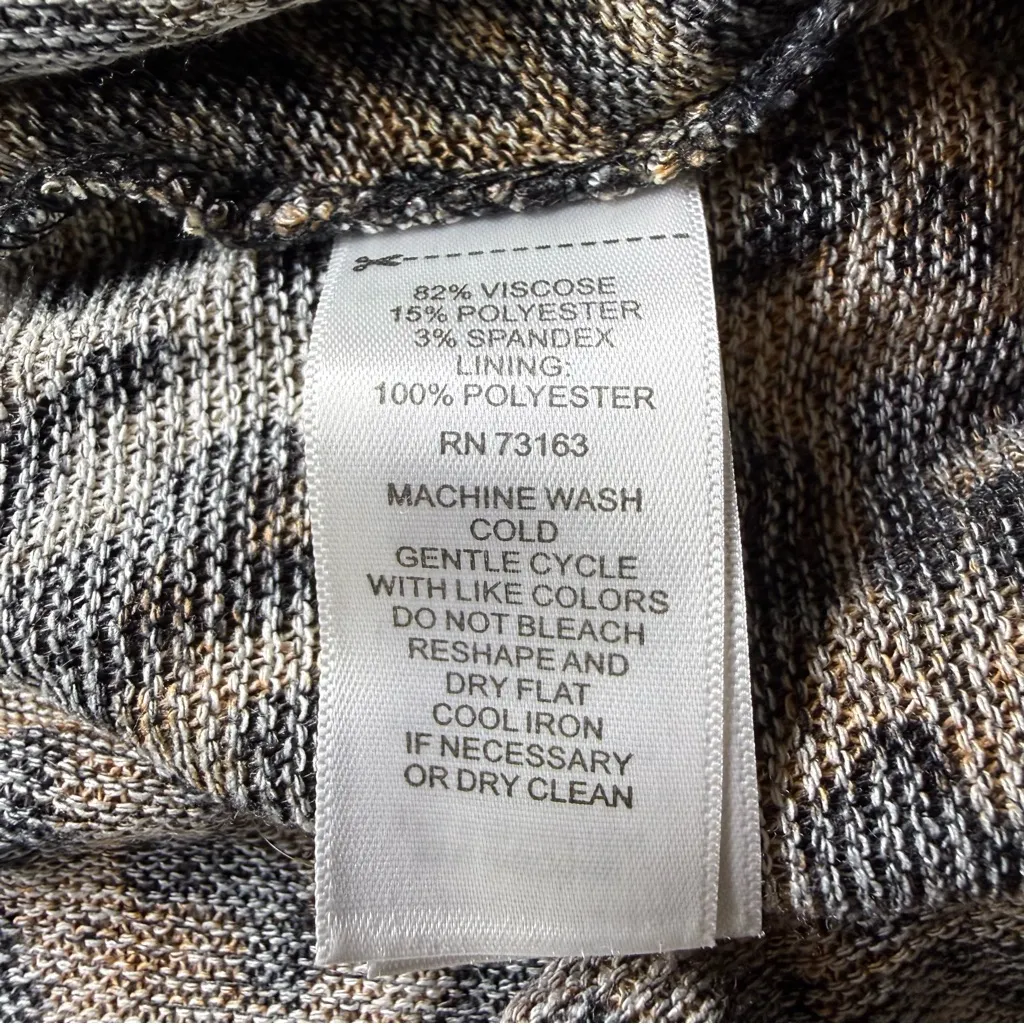 82% VISCOSE
15% POLYESTER
3% SPANDEX
LINING:
100% POLYESTER
RN 73163
MACHINE WASH
COLD
GENTLE CYCLE
WITH LIKE COLORS
DO NOT BLEACH
RESHAPE AND
DRY FLAT
COOL IRON
IF NECESSARY
OR DRY CLEAN